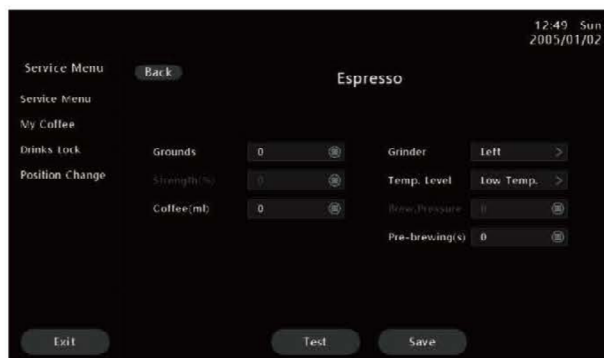 12:49 Sun
2005/01/02
Service Menu
Back
Espresso
Service Menu
My Coffee
Drinks Lock
Position Change
Grounds 0
Grinder Left >
Strength(%) 0
Temp. Level Low Temp. >
Coffee(ml) 0
Brew.Pressure 0
Pre-brewing(s) 0
Exit
Test
Save